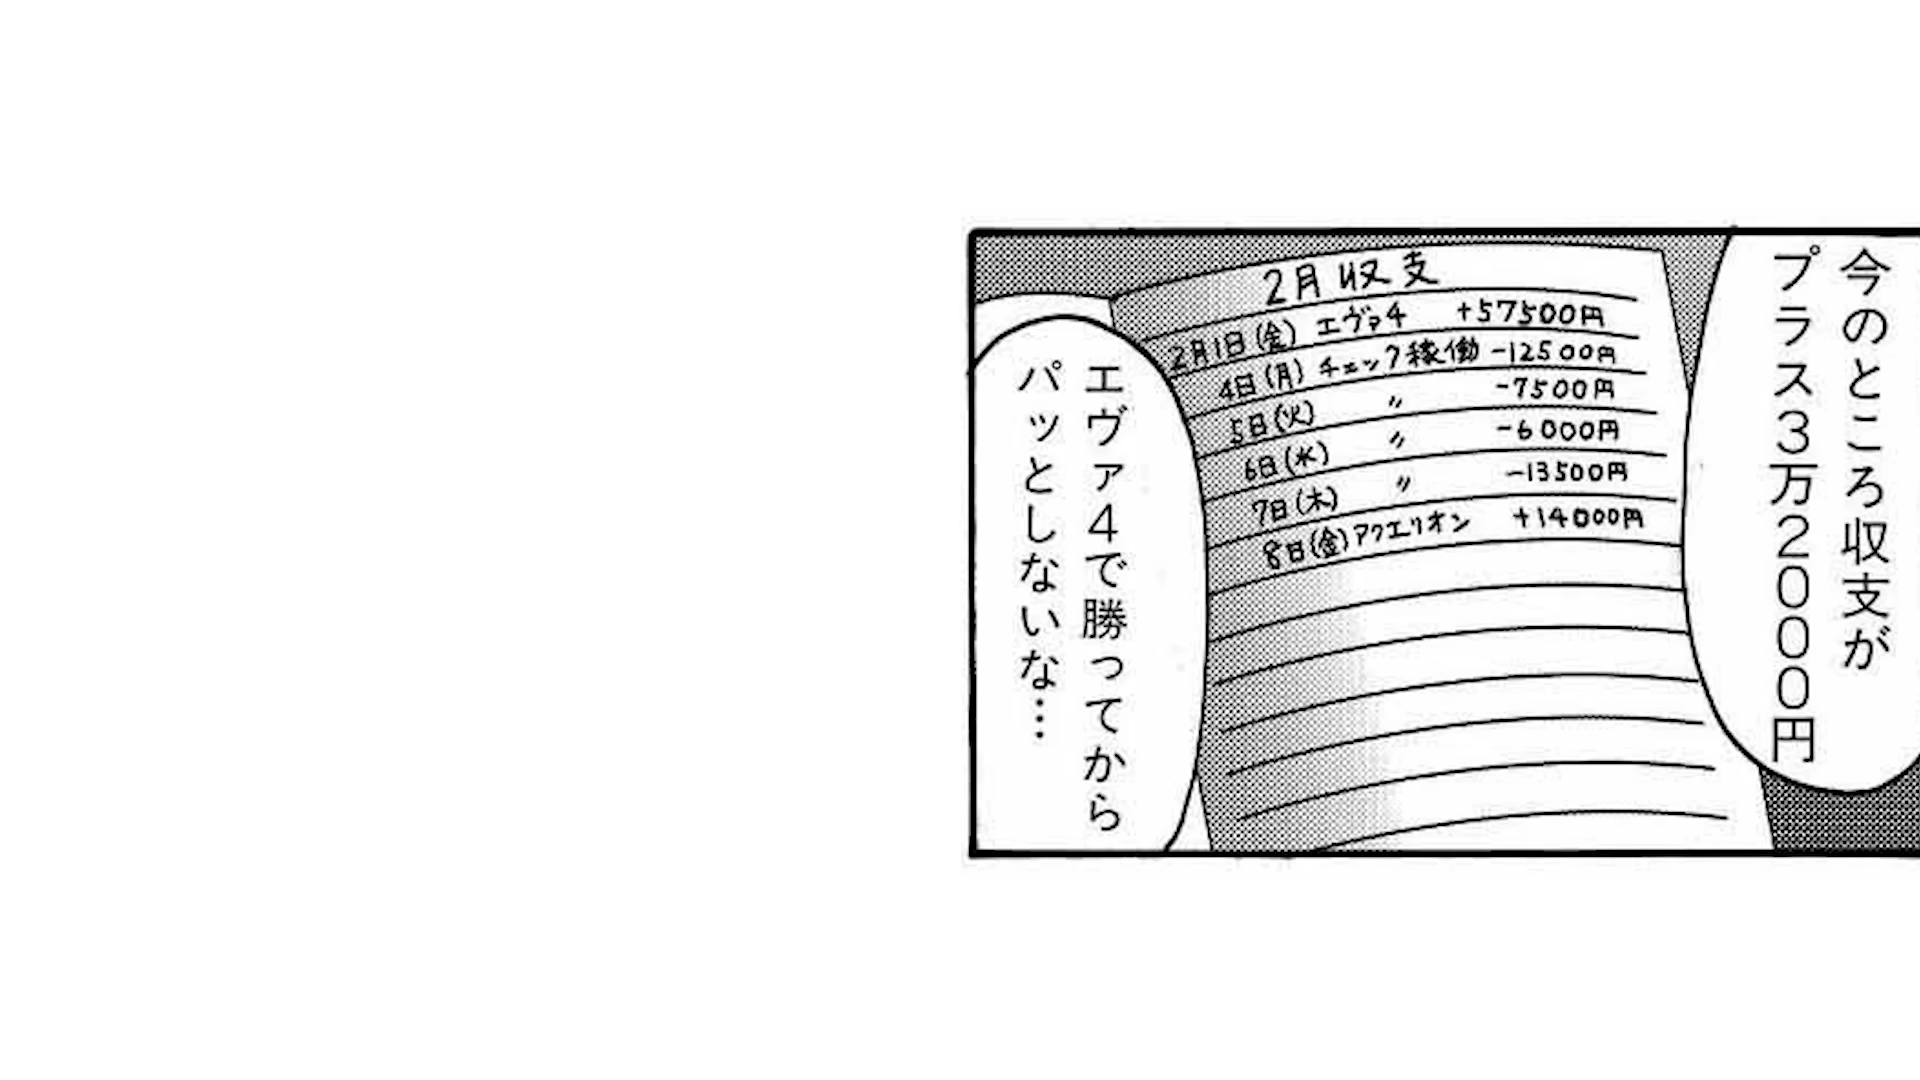 今のところ収支が
プラス3万2000円
2月収支
2月1日(金) エヴァ4 +57500円
4日(月) チェック稼働 -12500円
5日(火) 〃 -7500円
6日(水) 〃 -6000円
7日(木) 〃 -13500円
8日(金) アクエリオン +14000円
エヴァ4で勝ってから
パッとしないな…